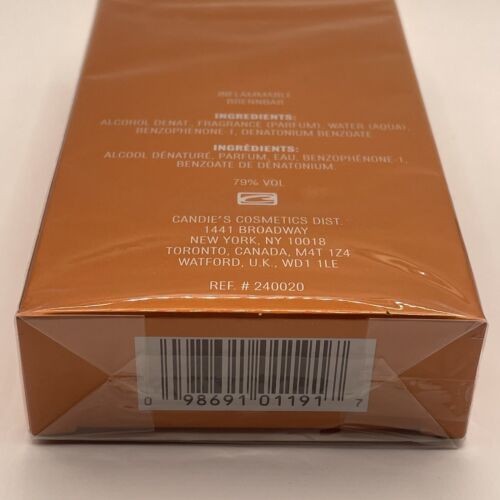 INFLAMMABLE
BRENNBAR
INGREDIENTS:
ALCOHOL DENAT., FRAGRANCE (PARFUM), WATER (AQUA),
BENZOPHENONE-1, DENATONIUM BENZOATE
INGRÉDIENTS:
ALCOOL DÉNATURÉ, PARFUM, EAU, BENZOPHÉNONE-1,
BENZOATE DE DÉNATONIUM
79% VOL
CANDIE'S COSMETICS DIST.
1441 BROADWAY
NEW YORK, NY 10018
TORONTO, CANADA, M4T 1Z4
WATFORD, U.K., WD1 1LE
REF. # 240020
0 98691 01191 7